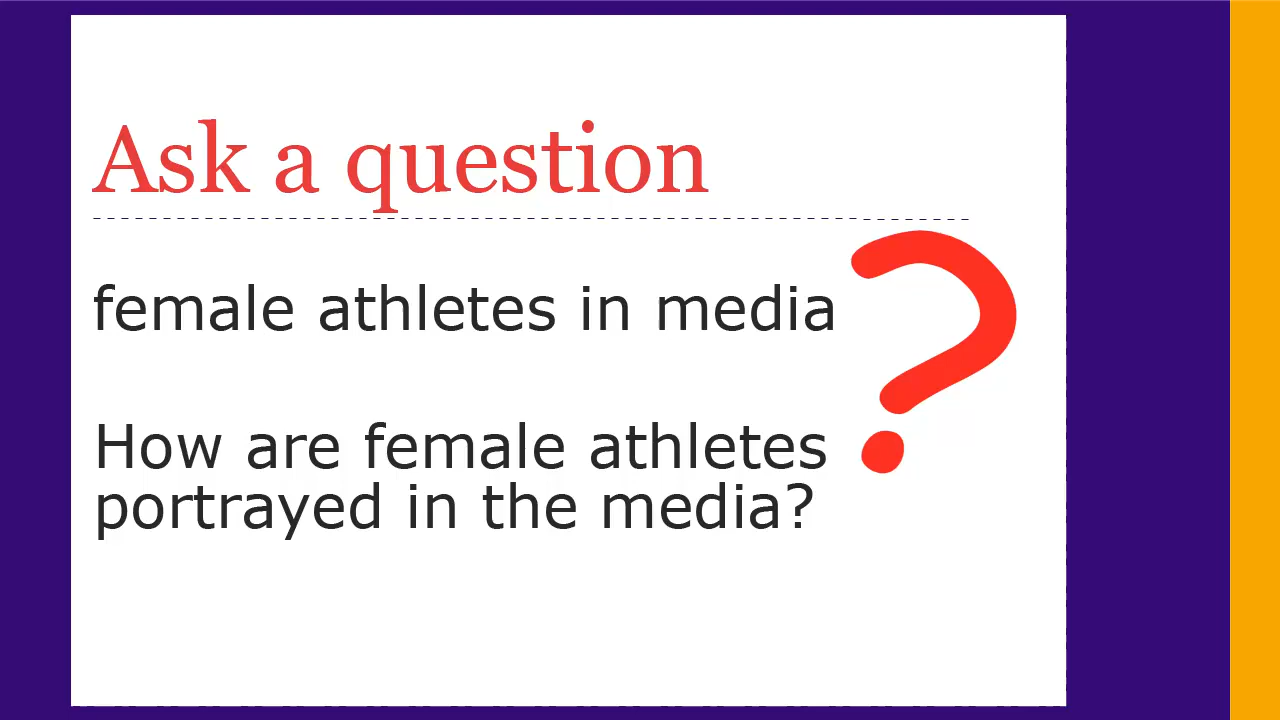 Ask a question
female athletes in media
How are female athletes
portrayed in the media?